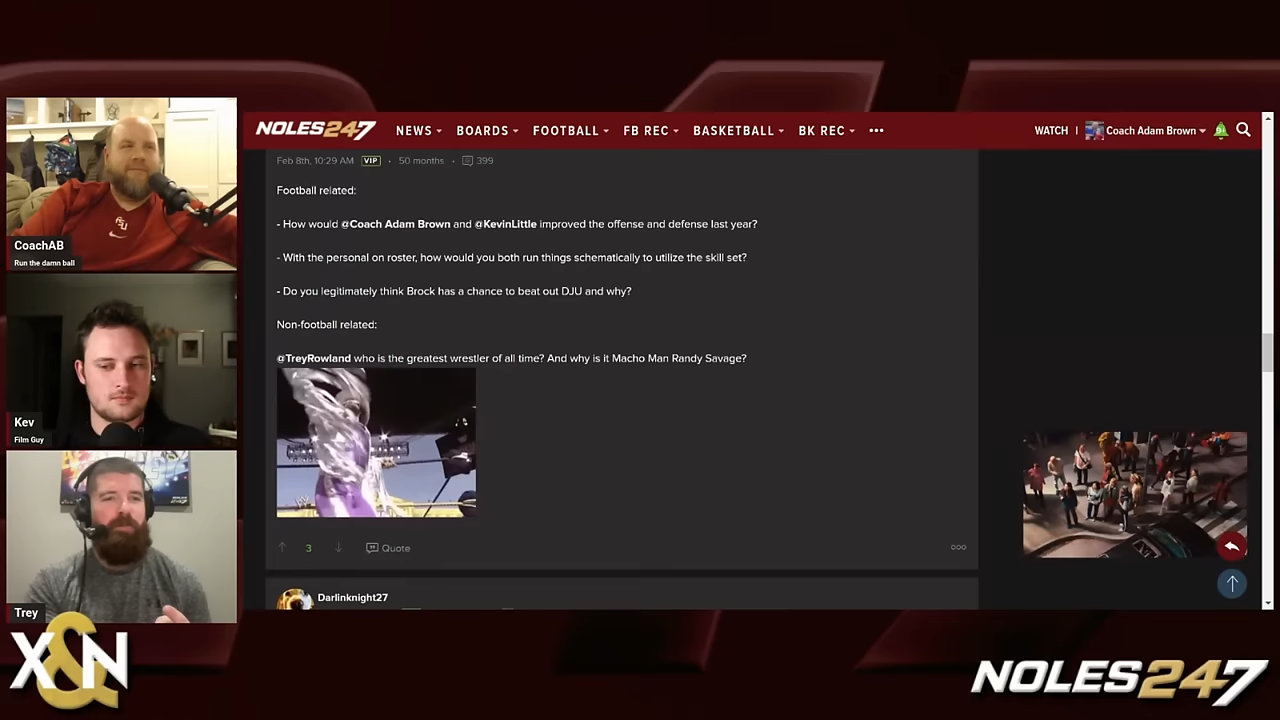 NOLES247
NEWS
BOARDS
FOOTBALL
FB REC
BASKETBALL
BK REC
•••
WATCH
Coach Adam Brown
Feb 8th, 10:29 AM VIP • 50 months • 399
Football related:
- How would @Coach Adam Brown and @KevinLittle improved the offense and defense last year?
- With the personal on roster, how would you both run things schematically to utilize the skill set?
- Do you legitimately think Brock has a chance to beat out DJU and why?
Non-football related:
@TreyRowland who is the greatest wrestler of all time? And why is it Macho Man Randy Savage?
3
Quote
Darlinknight27
CoachAB
Run the damn ball
Kev
Film Guy
Trey
X&N
NOLES247